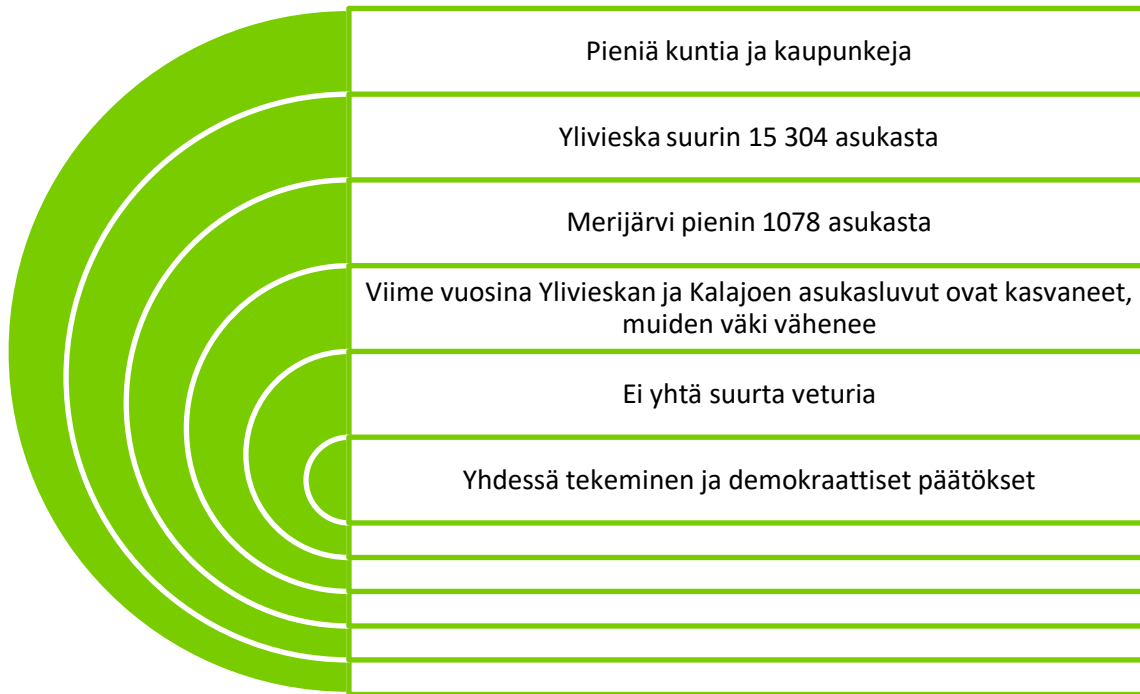 Pieniä kuntia ja kaupunkeja
Ylivieska suurin 15 304 asukasta
Merijärvi pienin 1078 asukasta
Viime vuosina Ylivieskan ja Kalajoen asukasluvut ovat kasvaneet,
muiden väki vähenee
Ei yhtä suurta veturia
Yhdessä tekeminen ja demokraattiset päätökset